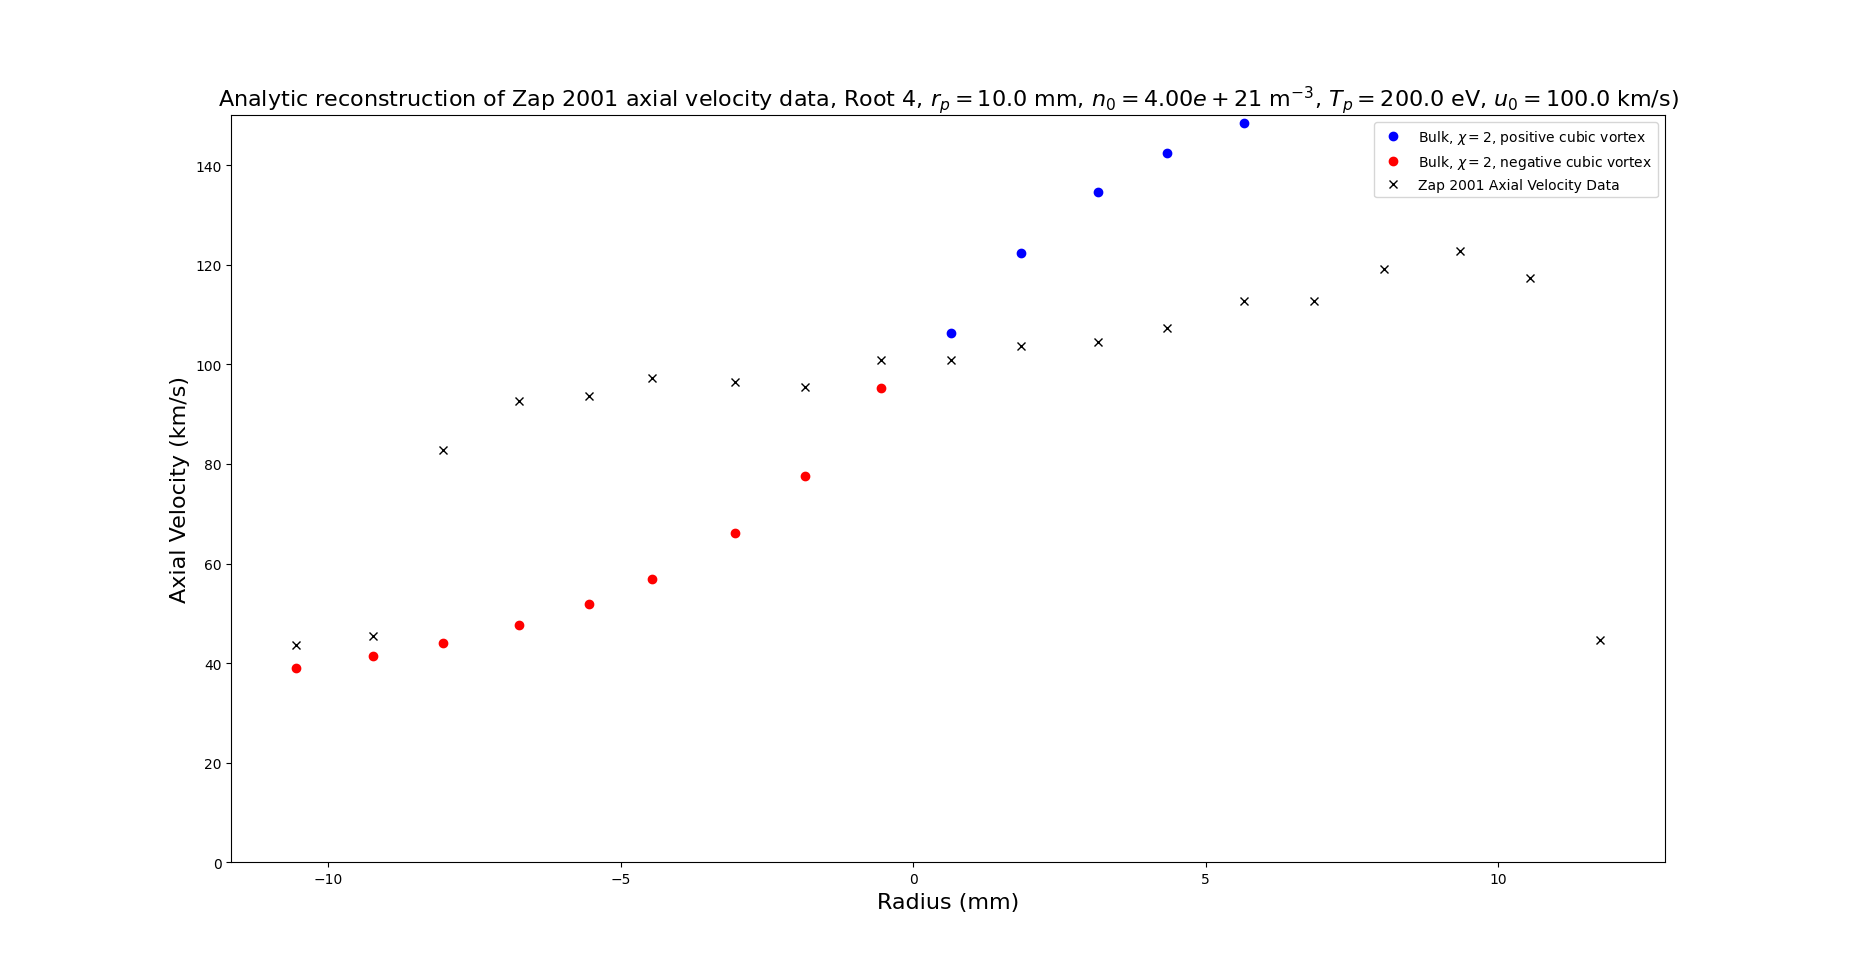 Analytic reconstruction of Zap 2001 axial velocity data, Root 4, r_p = 10.0 mm, n_0 = 4.00e + 21 m^{-3}, T_p = 200.0 eV, u_0 = 100.0 km/s)
Bulk, χ = 2, positive cubic vortex
Bulk, χ = 2, negative cubic vortex
Zap 2001 Axial Velocity Data
Axial Velocity (km/s)
140
120
100
80
60
40
20
0
−10 −5 0 5 10
Radius (mm)